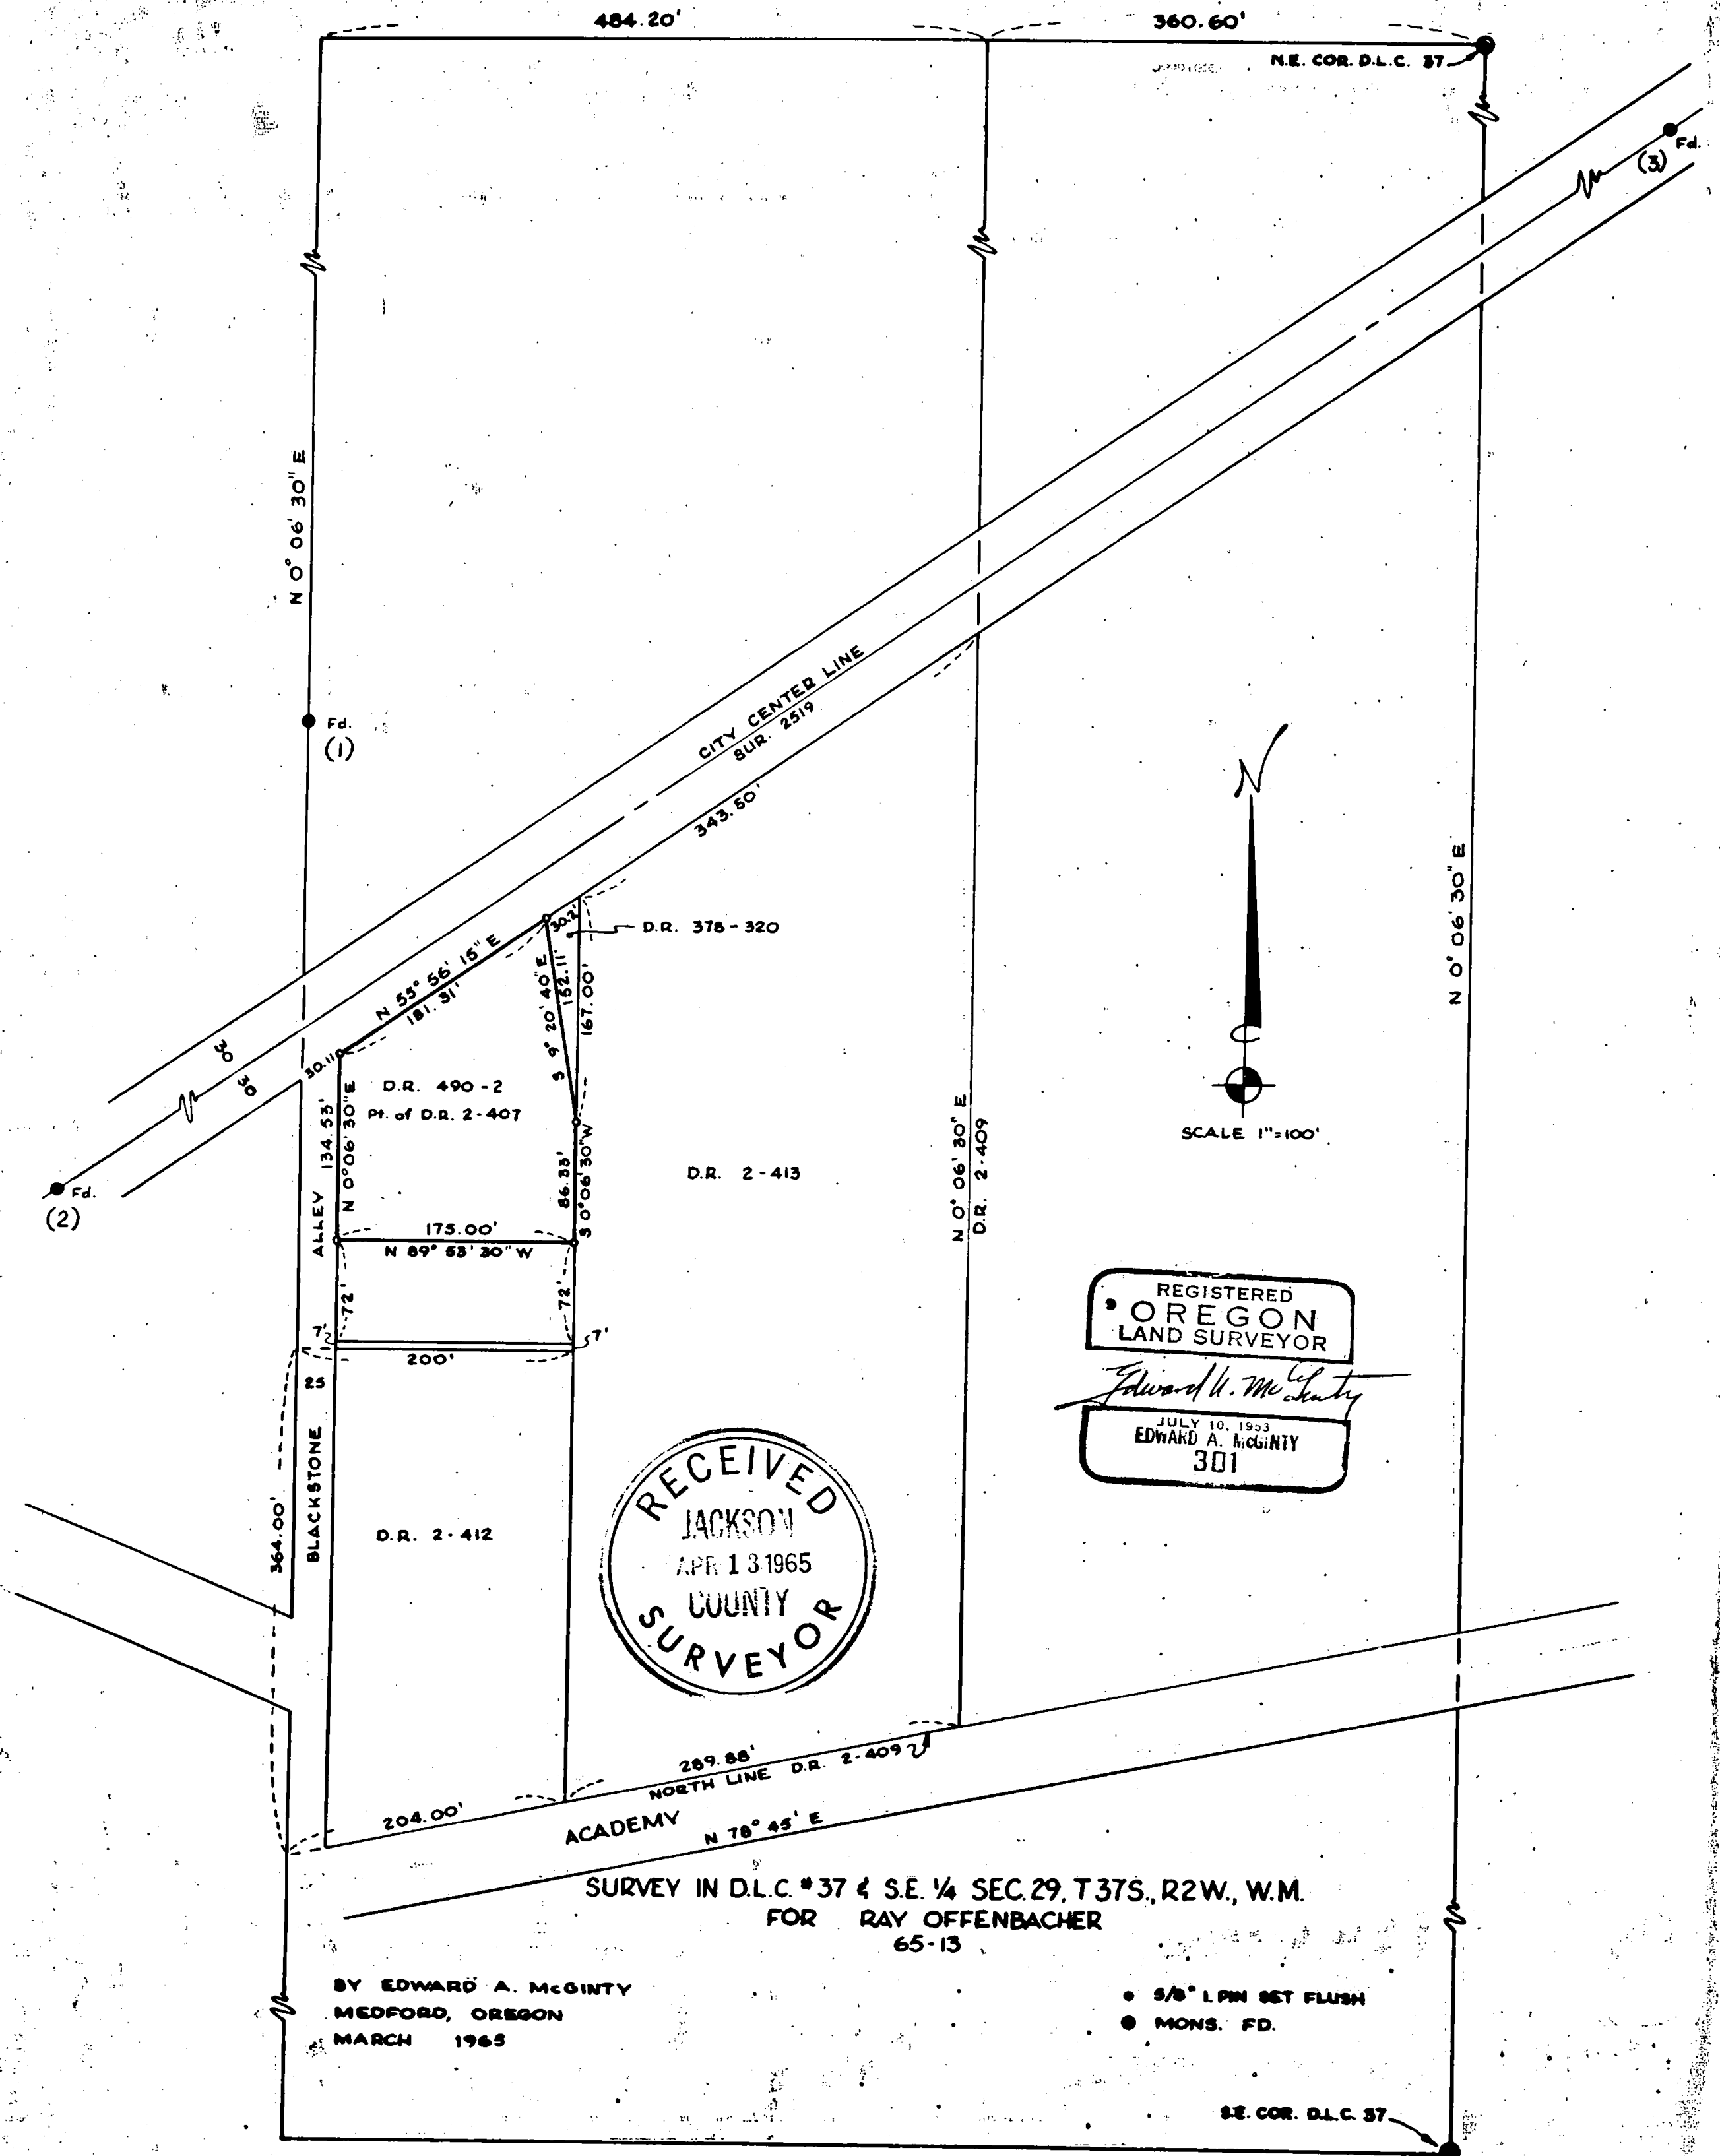 484.20'
360.60'
N.E. COR. D.L.C. 37
Fd.
(3)
N 0° 06' 30" E
Fd.
(1)
CITY CENTER LINE
SUR. 2519
343.50'
N 0° 06' 30" E
N
SCALE 1"=100'
30.2'
D.R. 378-320
N 55° 56' 15" E
181.31'
S 9° 20' 40" E
152.11'
167.00'
30
30
30.11
D.R. 490-2
Pt. of D.R. 2-407
134.53'
N 0° 06' 30" E
ALLEY
86.33'
S 0° 06' 30" W
D.R. 2-413
N 0° 06' 30" E
D.R. 2-409
Fd.
(2)
175.00'
N 89° 53' 30" W
72'
72'
7'
7'
200'
25
BLACKSTONE
364.00'
D.R. 2-412
REGISTERED
OREGON
LAND SURVEYOR
Edward A. McGinty
JULY 10, 1953
EDWARD A. McGINTY
301
RECEIVED
JACKSON
APR 13 1965
COUNTY
SURVEYOR
289.88'
NORTH LINE D.R. 2-409
204.00'
ACADEMY
N 78° 45' E
SURVEY IN D.L.C. #37 & S.E. 1/4 SEC. 29, T37S., R2W., W.M.
FOR RAY OFFENBACHER
65-13
BY EDWARD A. McGINTY
MEDFORD, OREGON
MARCH 1965
5/8" I. PIN SET FLUSH
MONS. FD.
S.E. COR. D.L.C. 37